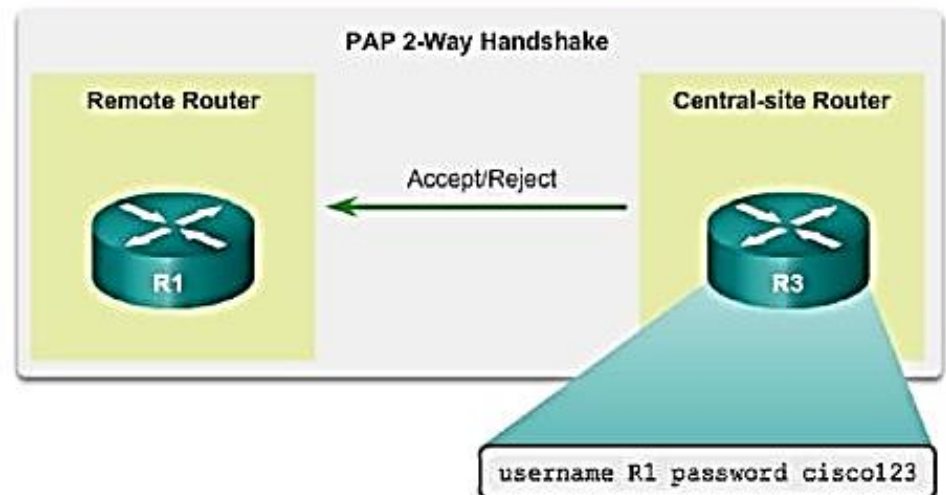 PAP 2-Way Handshake
Remote Router
Central-site Router
Accept/Reject
R1
R3
username R1 password cisco123